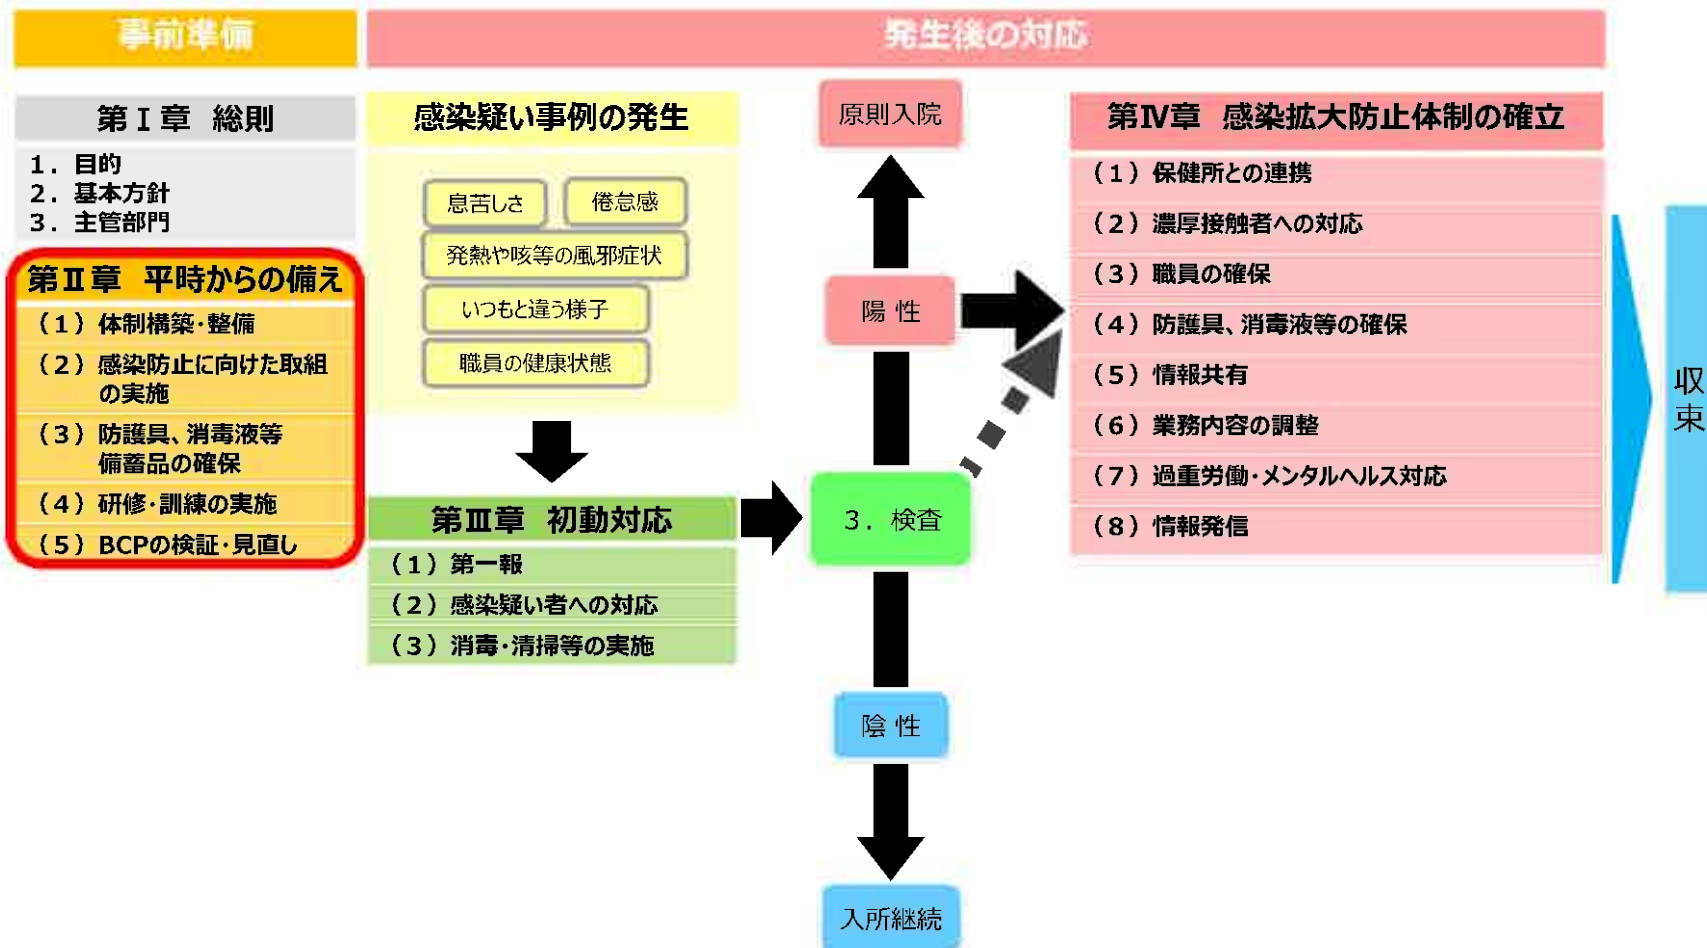 事前準備
発生後の対応
第Ⅰ章 総則
1. 目的
2. 基本方針
3. 主管部門
第Ⅱ章 平時からの備え
(1) 体制構築・整備
(2) 感染防止に向けた取組
の実施
(3) 防護具、消毒液等
備蓄品の確保
(4) 研修・訓練の実施
(5) BCPの検証・見直し
感染疑い事例の発生
息苦しさ
倦怠感
発熱や咳等の風邪症状
いつもと違う様子
職員の健康状態
第Ⅲ章 初動対応
(1) 第一報
(2) 感染疑い者への対応
(3) 消毒・清掃等の実施
原則入院
陽 性
3. 検査
陰 性
入所継続
第Ⅳ章 感染拡大防止体制の確立
(1) 保健所との連携
(2) 濃厚接触者への対応
(3) 職員の確保
(4) 防護具、消毒液等の確保
(5) 情報共有
(6) 業務内容の調整
(7) 過重労働・メンタルヘルス対応
(8) 情報発信
収束